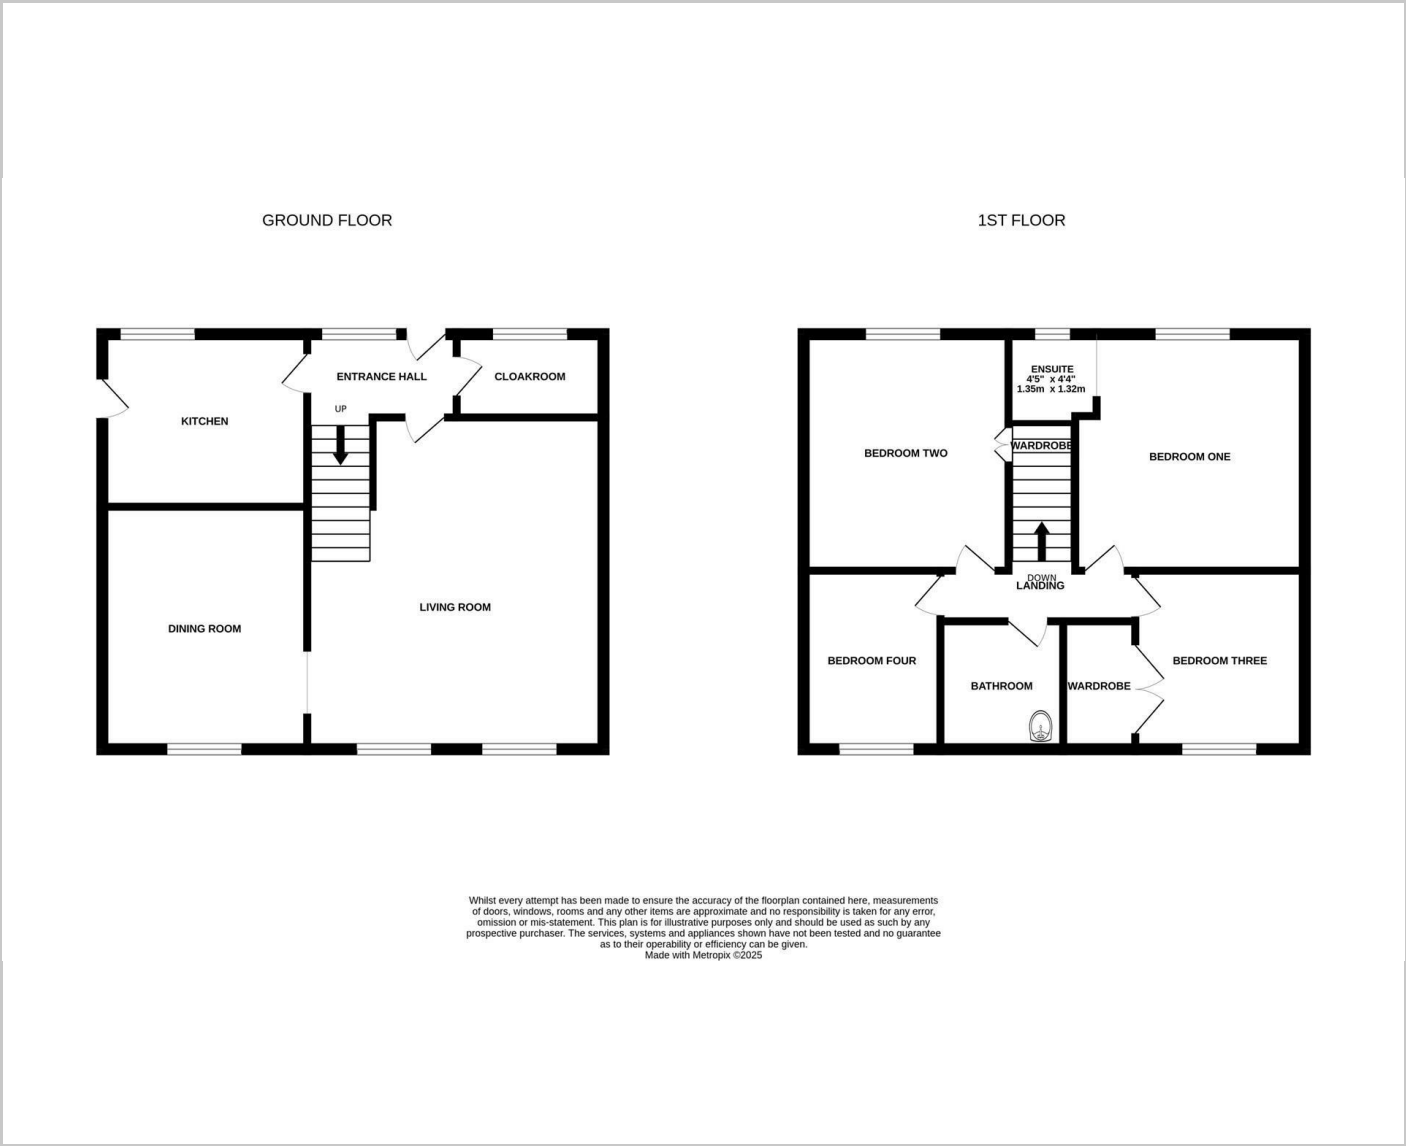 GROUND FLOOR
1ST FLOOR
ENTRANCE HALL
CLOAKROOM
UP
KITCHEN
LIVING ROOM
DINING ROOM
ENSUITE
4'5" x 4'4"
1.35m x 1.32m
WARDROBE
BEDROOM TWO
BEDROOM ONE
DOWN
LANDING
BEDROOM FOUR
BEDROOM THREE
BATHROOM
WARDROBE
Whilst every attempt has been made to ensure the accuracy of the floorplan contained here, measurements
of doors, windows, rooms and any other items are approximate and no responsibility is taken for any error,
omission or mis-statement. This plan is for illustrative purposes only and should be used as such by any
prospective purchaser. The services, systems and appliances shown have not been tested and no guarantee
as to their operability or efficiency can be given.
Made with Metropix ©2025